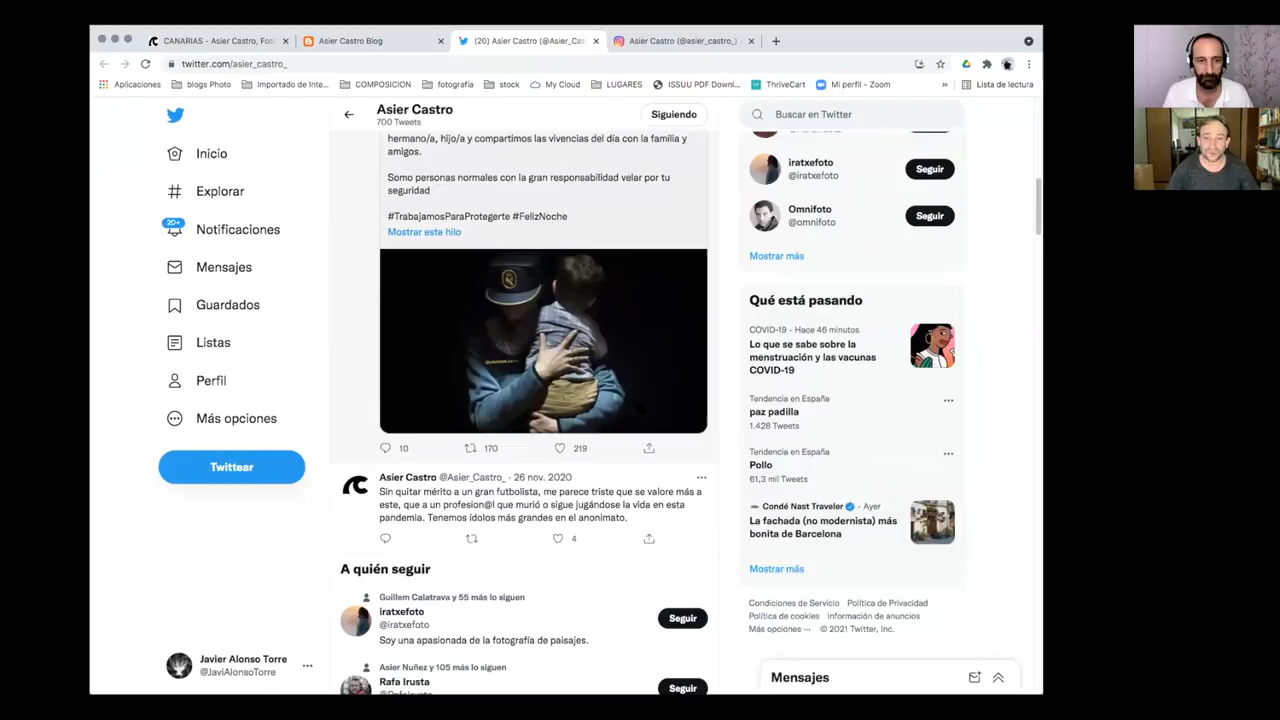 CANARIAS - Asier Castro, Fot
Asier Castro Blog
(20) Asier Castro (@Asier_Cas
Asier Castro (@asier_castro_)
twitter.com/asier_castro_
Aplicaciones
blogs Photo
Importado de Inte...
COMPOSICION
fotografía
stock
My Cloud
LUGARES
ISSUU PDF Downl...
ThriveCart
Mi perfil - Zoom
»
Lista de lectura
Inicio
Explorar
20+
Notificaciones
Mensajes
Guardados
Listas
Perfil
Más opciones
Twittear
Javier Alonso Torre
@JaviAlonsoTorre
Asier Castro
700 Tweets
Siguiendo
hermano/a, hijo/a y compartimos las vivencias del día con la familia y
amigos.
Somo personas normales con la gran responsabilidad velar por tu
seguridad
#TrabajamosParaProtegerte #FelizNoche
Mostrar este hilo
10 170 219
Asier Castro @Asier_Castro_ · 26 nov. 2020
Sin quitar mérito a un gran futbolista, me parece triste que se valore más a
este, que a un profesion@l que murió o sigue jugándose la vida en esta
pandemia. Tenemos ídolos más grandes en el anonimato.
4
A quién seguir
Guillem Calatrava y 55 más lo siguen
iratxefoto
@iratxefoto
Seguir
Soy una apasionada de la fotografía de paisajes.
Asier Nuñez y 105 más lo siguen
Rafa Irusta
Seguir
Buscar en Twitter
iratxefoto
@iratxefoto
Seguir
Omnifoto
@omnifoto
Seguir
Mostrar más
Qué está pasando
COVID-19 · Hace 46 minutos
Lo que se sabe sobre la
menstruación y las vacunas
COVID-19
Tendencia en España
paz padilla
1.428 Tweets
Tendencia en España
Pollo
61,3 mil Tweets
Condé Nast Traveler · Ayer
La fachada (no modernista) más
bonita de Barcelona
Mostrar más
Condiciones de Servicio Política de Privacidad
Política de cookies Información de anuncios
Más opciones ··· © 2021 Twitter, Inc.
Mensajes